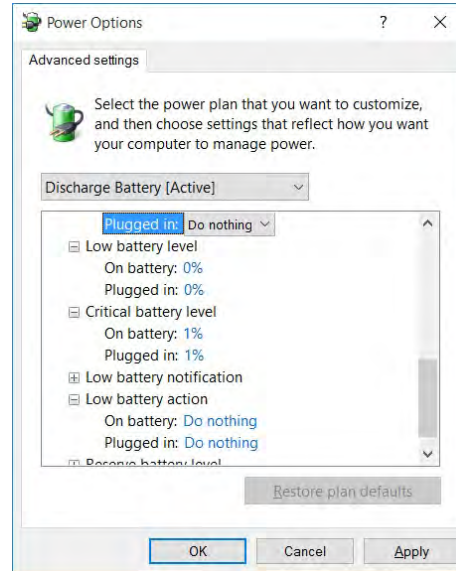 Power Options
?
Advanced settings
Select the power plan that you want to customize,
and then choose settings that reflect how you want
your computer to manage power.
Discharge Battery [Active]
Plugged in: Do nothing
Low battery level
On battery: 0%
Plugged in: 0%
Critical battery level
On battery: 1%
Plugged in: 1%
Low battery notification
Low battery action
On battery: Do nothing
Plugged in: Do nothing
Reserve battery level
Restore plan defaults
OK Cancel Apply